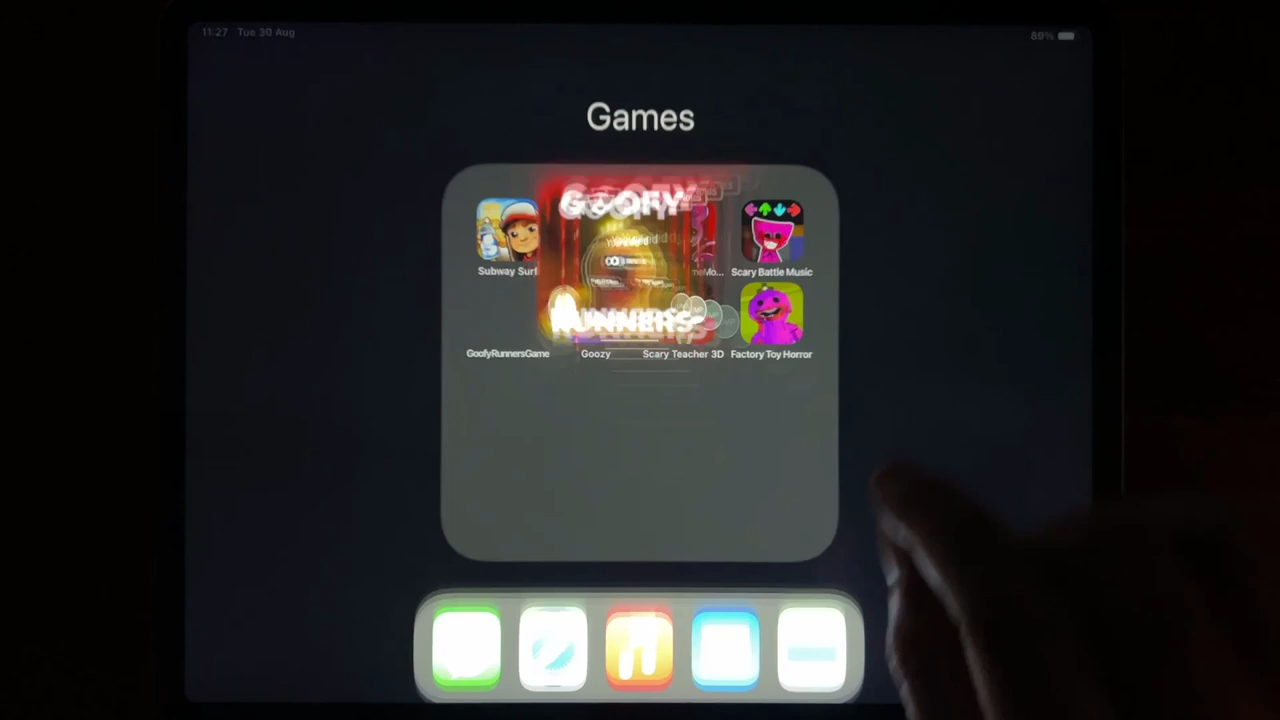 11:27 Tue 30 Aug
89%
Games
GOOFY
Subway Surf
meMo...
Scary Battle Music
RUNNERS
GoofyRunnersGame
Goozy
Scary Teacher 3D
Factory Toy Horror